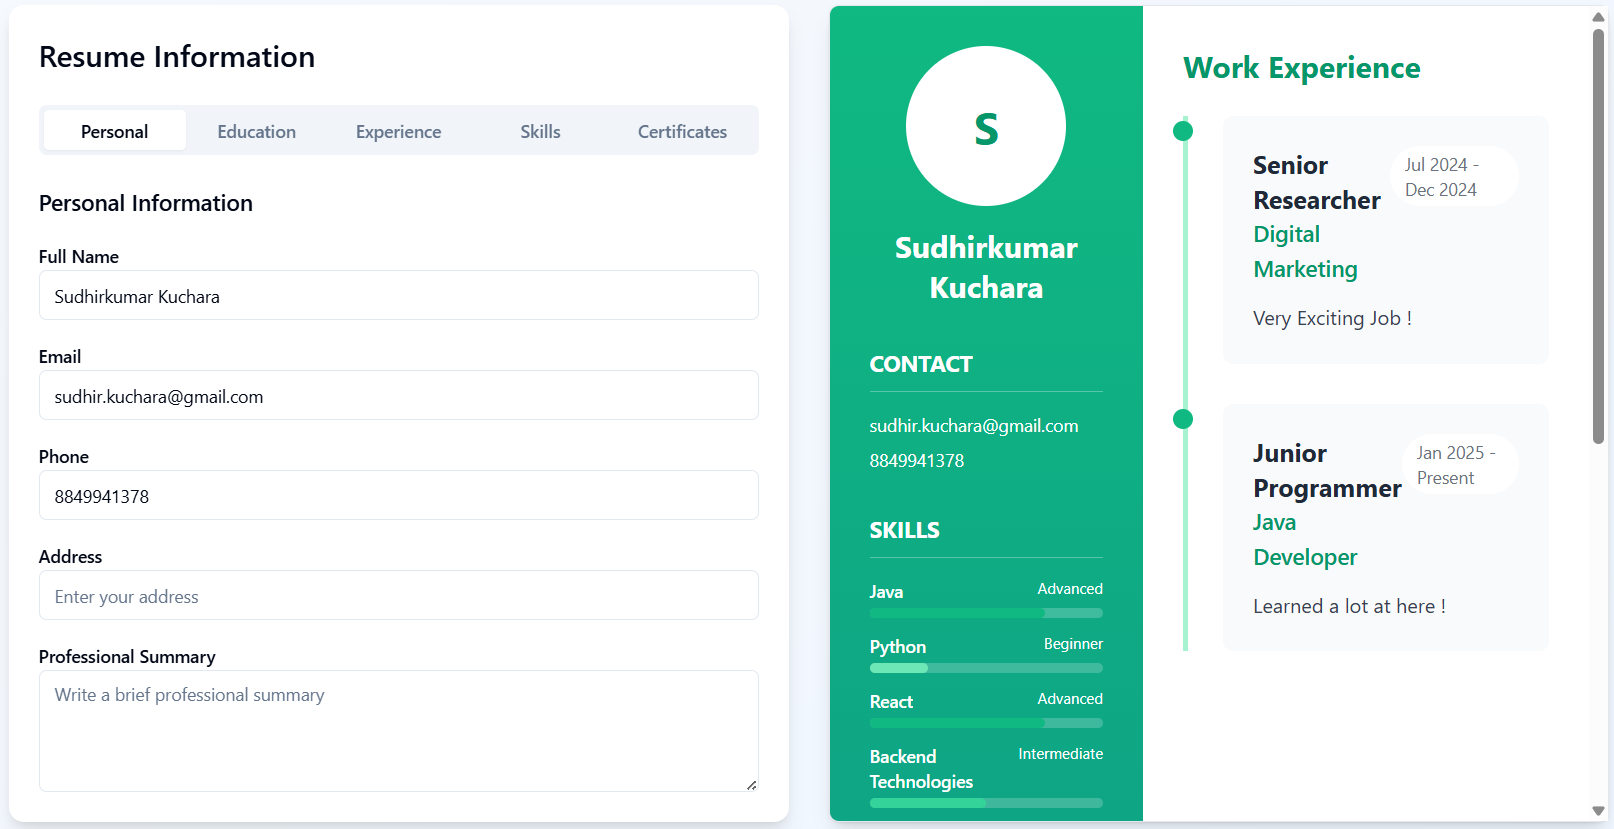 Resume Information
Personal
Education
Experience
Skills
Certificates
Personal Information
Full Name
Sudhirkumar Kuchara
Email
sudhir.kuchara@gmail.com
Phone
8849941378
Address
Enter your address
Professional Summary
Write a brief professional summary
S
Sudhirkumar
Kuchara
CONTACT
sudhir.kuchara@gmail.com
8849941378
SKILLS
Java
Advanced
Python
Beginner
React
Advanced
Backend
Technologies
Intermediate
Work Experience
Senior
Researcher
Jul 2024 -
Dec 2024
Digital
Marketing
Very Exciting Job !
Junior
Programmer
Jan 2025 -
Present
Java
Developer
Learned a lot at here !